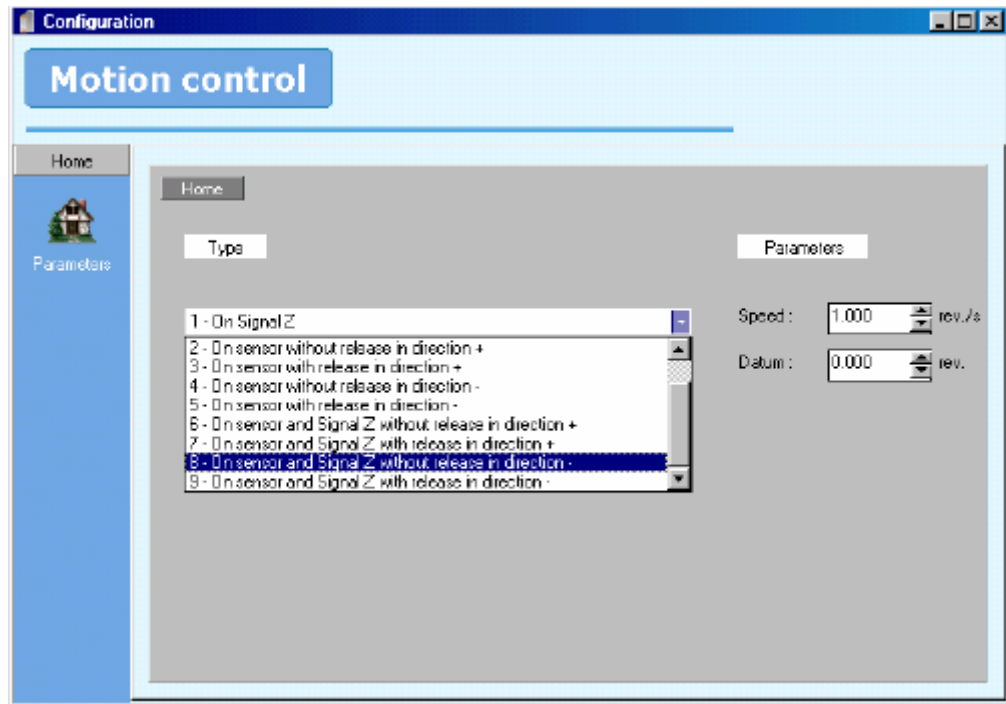 Configuration
Motion control
Home
Parameters
Home
Type
Parameters
1 - On Signal Z
2 - On sensor without release in direction +
3 - On sensor with release in direction +
4 - On sensor without release in direction -
5 - On sensor with release in direction -
6 - On sensor and Signal Z without release in direction +
7 - On sensor and Signal Z with release in direction +
8 - On sensor and Signal Z without release in direction -
9 - On sensor and Signal Z with release in direction -
Speed : 1.000 rev./s
Datum : 0.000 rev.